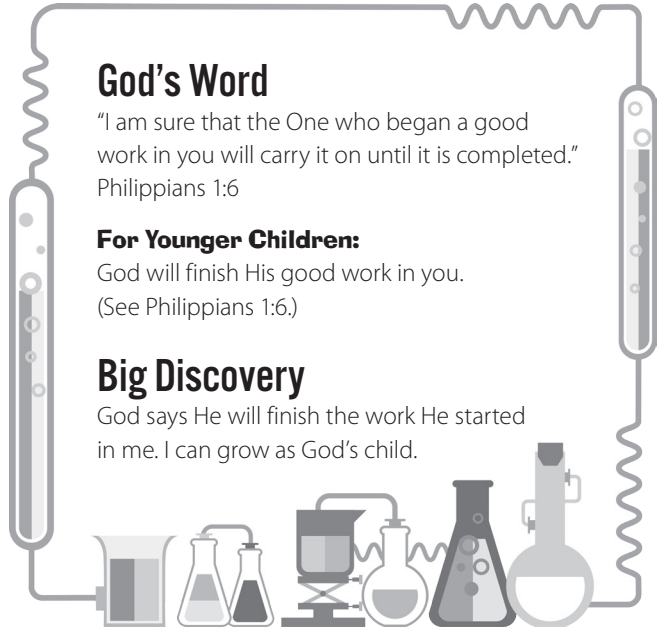 God’s Word
“I am sure that the One who began a good
work in you will carry it on until it is completed.”
Philippians 1:6
For Younger Children:
God will finish His good work in you.
(See Philippians 1:6.)
Big Discovery
God says He will finish the work He started
in me. I can grow as God’s child.